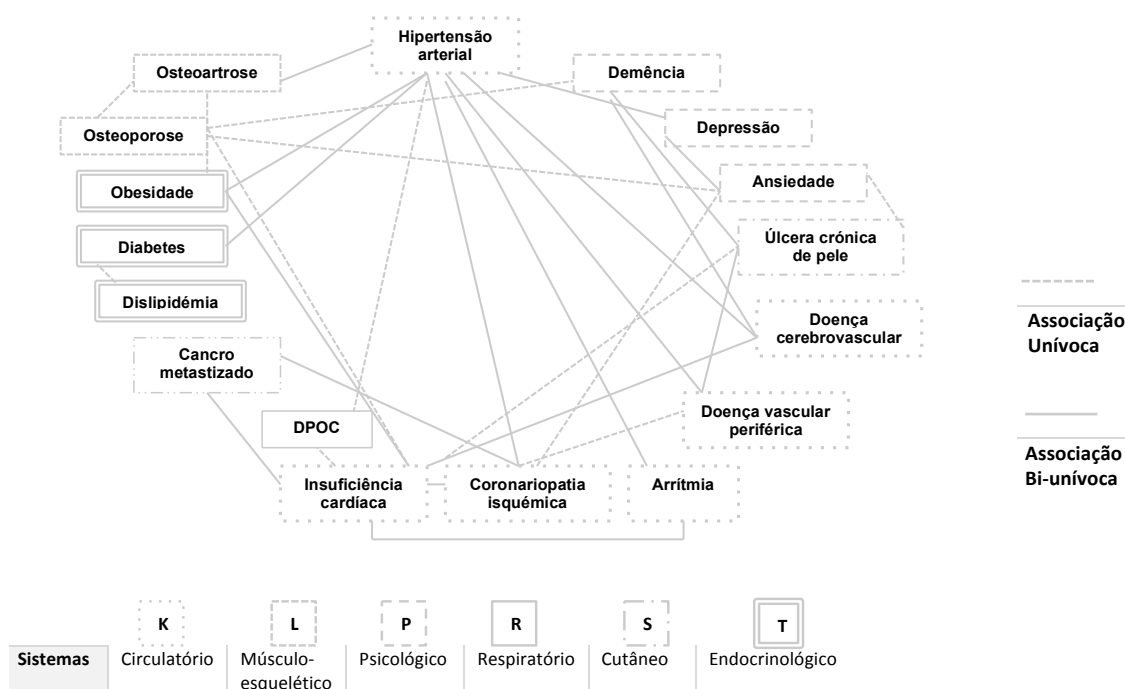 Hipertensão
arterial
Osteoartrose
Demência
Osteoporose
Depressão
Obesidade
Ansiedade
Diabetes
Úlcera crónica
de pele
Dislipidémia
Doença
cerebrovascular
Associação
Unívoca
Cancro
metastizado
DPOC
Doença vascular
periférica
Insuficiência
cardíaca
Coronariopatia
isquémica
Arrítmia
Associação
Bi-unívoca
K
L
P
R
S
T
Sistemas
Circulatório
Músculo-
esquelético
Psicológico
Respiratório
Cutâneo
Endocrinológico